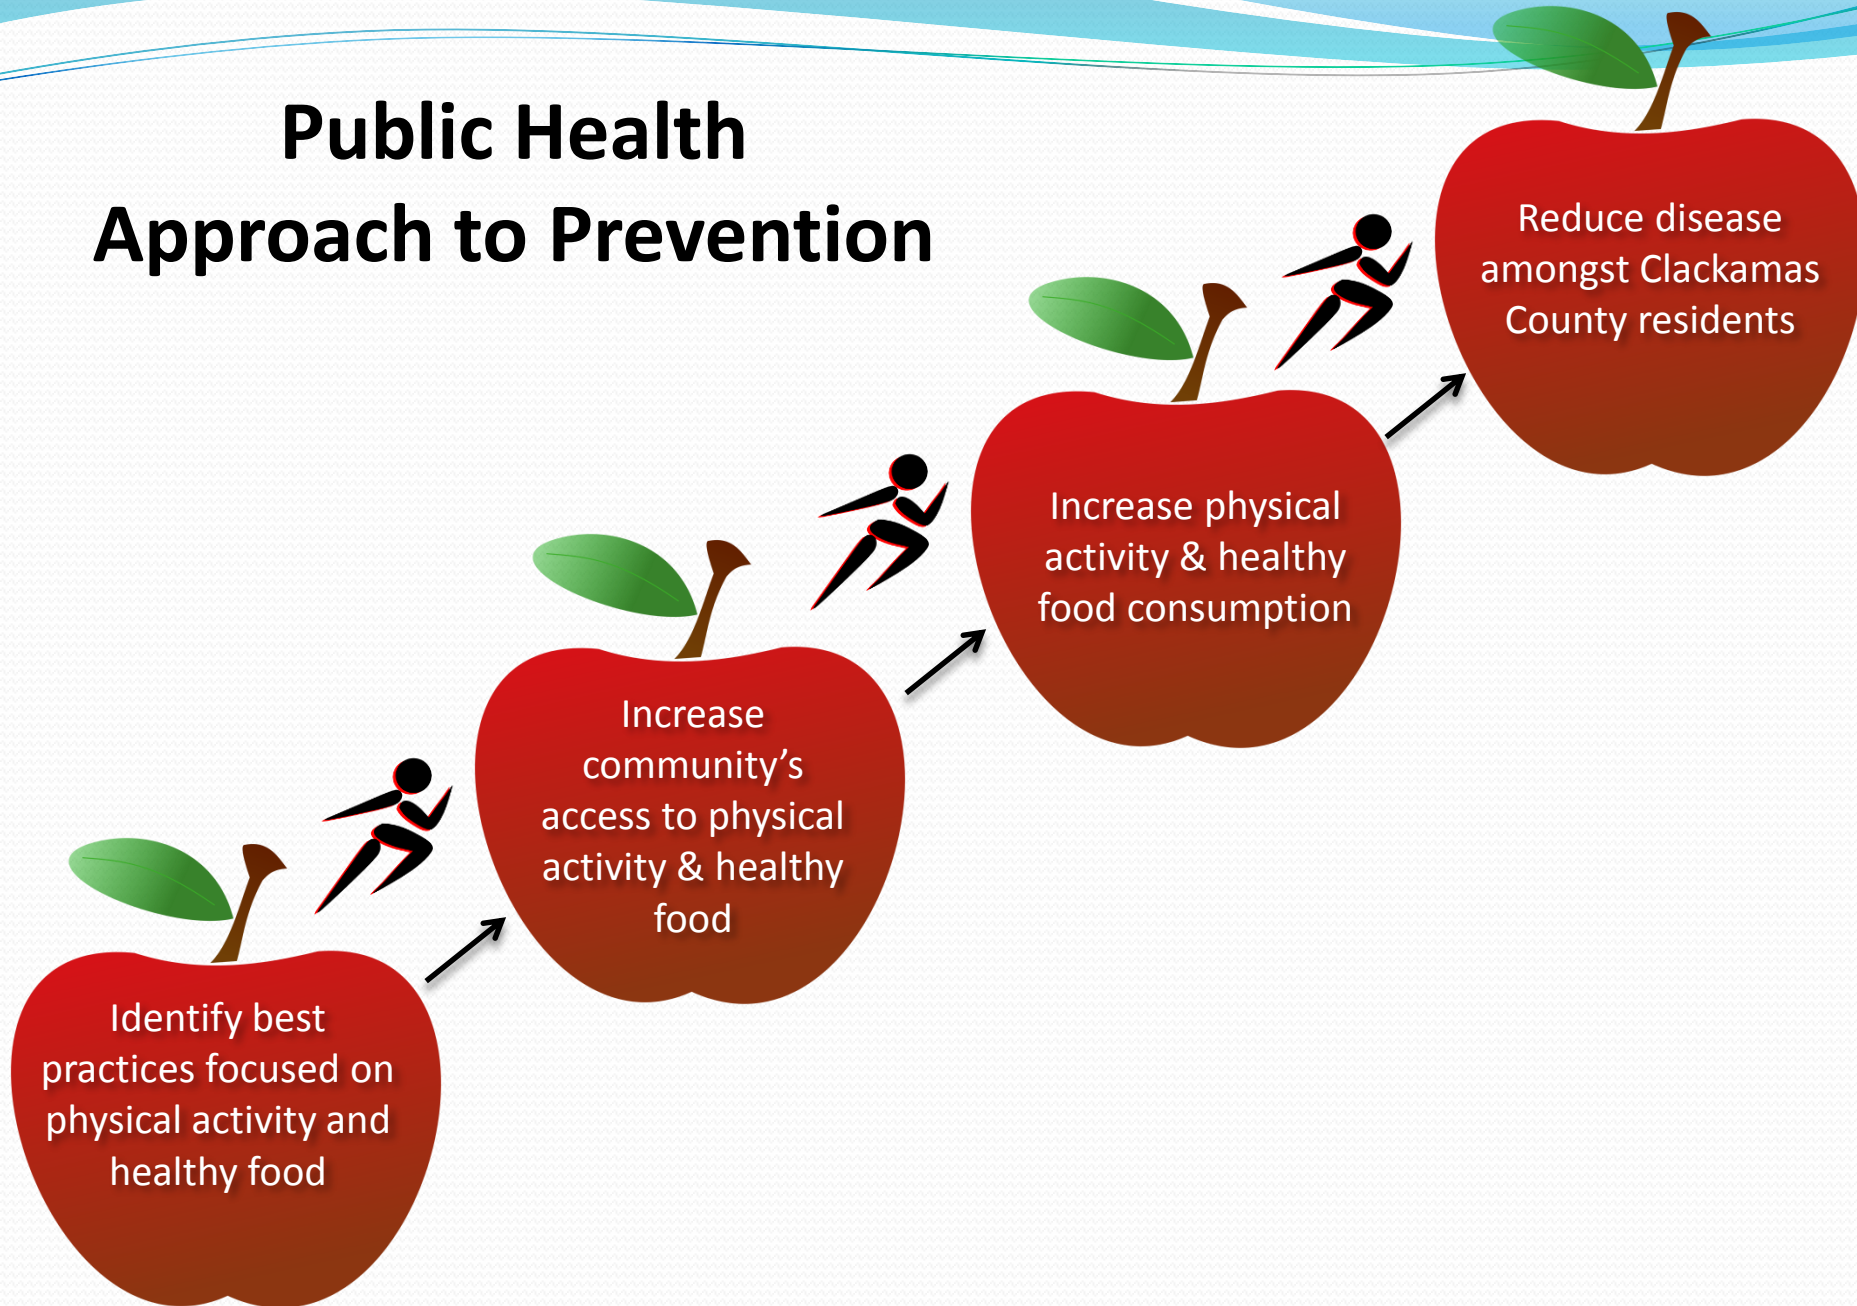 Public Health
Approach to Prevention
Identify best
practices focused on
physical activity and
healthy food
Increase
community’s
access to physical
activity & healthy
food
Increase physical
activity & healthy
food consumption
Reduce disease
amongst Clackamas
County residents